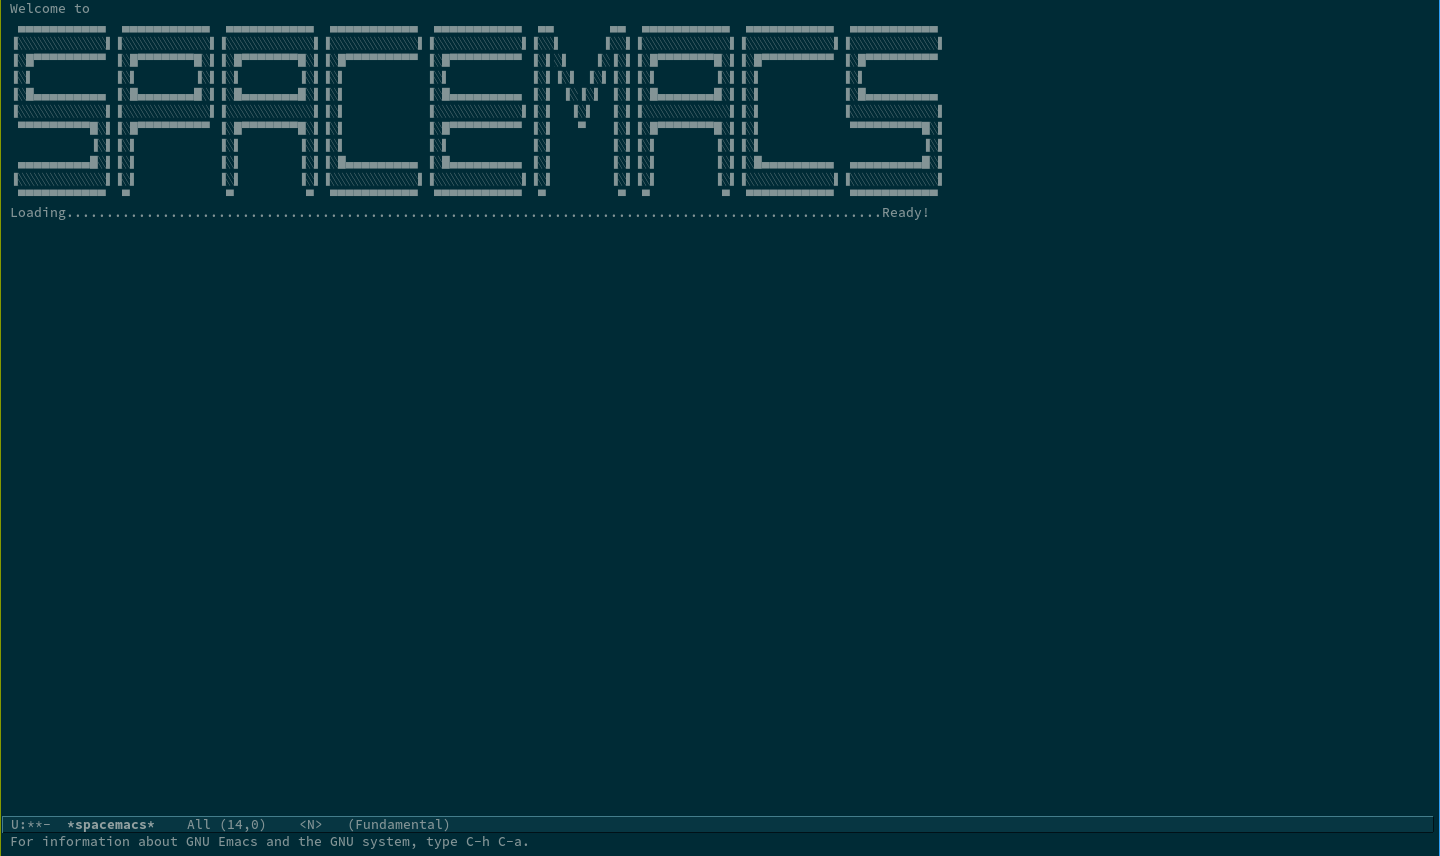 Welcome to
SPACEMACS
Loading......................................................................................................Ready!
U:**-  *spacemacs*    All (14,0)    <N>   (Fundamental)
For information about GNU Emacs and the GNU system, type C-h C-a.